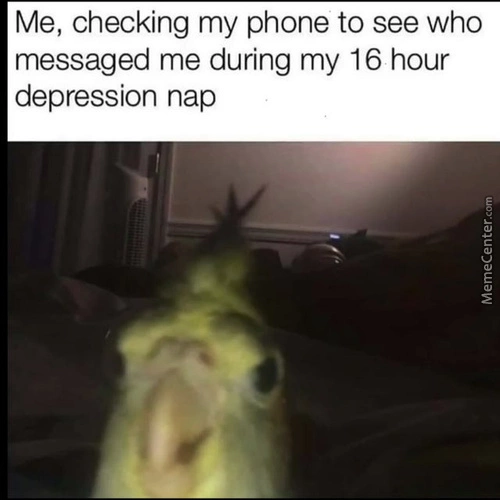 Me, checking my phone to see who
messaged me during my 16 hour
depression nap
MemeCenter.com